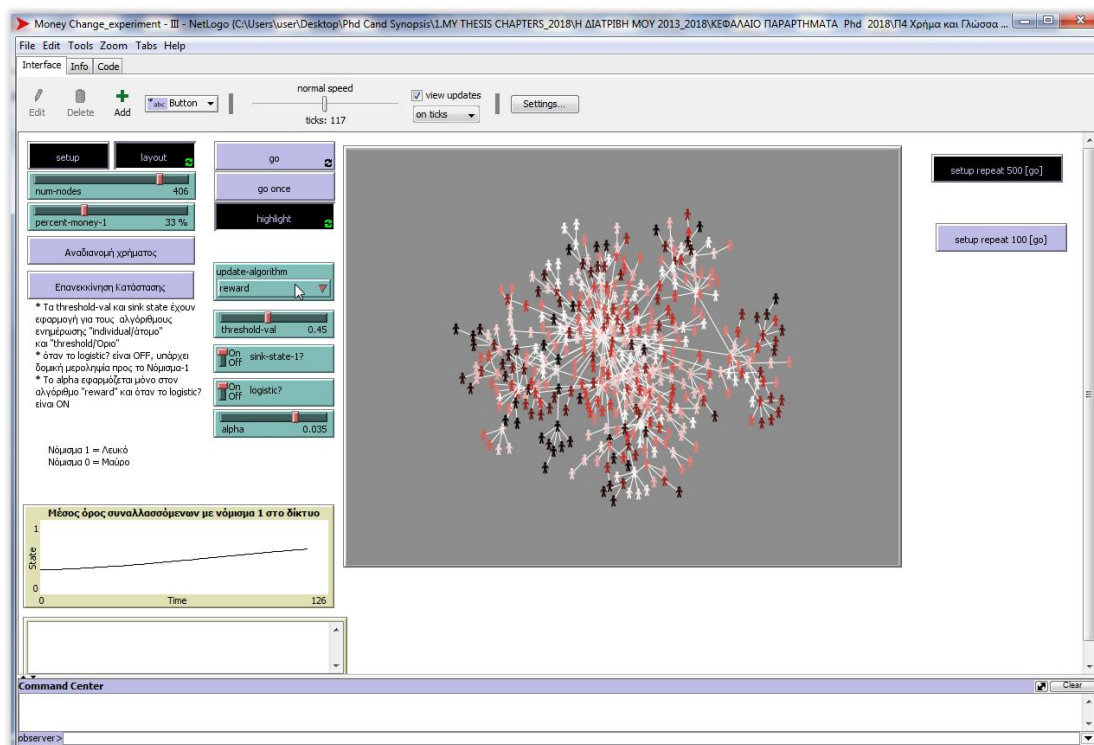 Money Change_experiment - III - NetLogo {C:\Users\user\Desktop\Phd Cand Synopsis\1.MY THESIS CHAPTERS_2018\Η ΔΙΑΤΡΙΒΗ ΜΟΥ 2013_2018\ΚΕΦΑΛΑΙΟ ΠΑΡΑΡΤΗΜΑΤΑ Phd 2018\Π4 Χρήμα και Γλώσσα ...
File Edit Tools Zoom Tabs Help
Interface Info Code
Edit Delete Add
abc Button
normal speed
ticks: 117
view updates
on ticks
Settings...
setup layout
go
num-nodes 406
go once
percent-money-1 33 %
highlight
Αναδιανομή χρήματος
Επανεκκίνηση Κατάστασης
update-algorithm
reward
threshold-val 0.45
On
Off
sink-state-1?
On
Off
logistic?
alpha 0.035
* Τα threshold-val και sink state έχουν
εφαρμογή για τους αλγόριθμους
ενημέρωσης "individual/άτομο"
και "threshold/Όριο"
* όταν το logistic? είναι OFF, υπάρχει
δομική μεροληψία προς το Νόμισμα-1
* Το alpha εφαρμόζεται μόνο στον
αλγόριθμο "reward" και όταν το logistic?
είναι ON
Νόμισμα 1 = Λευκό
Νόμισμα 0 = Μαύρο
setup repeat 500 [go]
setup repeat 100 [go]
Μέσος όρος συναλλασσόμενων με νόμισμα 1 στο δίκτυο
1
State
0
0 Time 126
Command Center
Clear
observer>